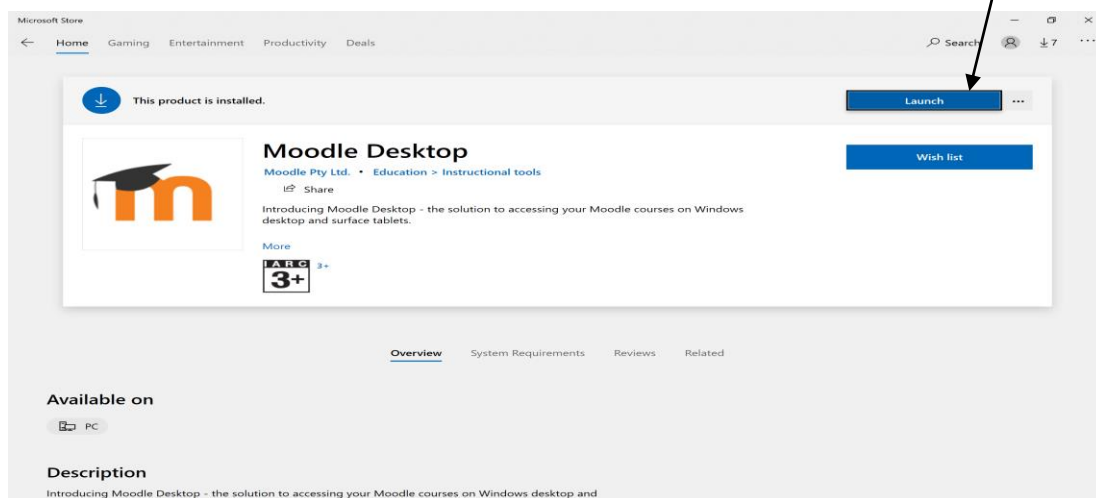 Microsoft Store
Home Gaming Entertainment Productivity Deals Search 7
This product is installed. Launch
Moodle Desktop
Wish list
Moodle Pty Ltd. • Education > Instructional tools
Share
Introducing Moodle Desktop - the solution to accessing your Moodle courses on Windows
desktop and surface tablets.
More
IARC 3+
3+
Overview System Requirements Reviews Related
Available on
PC
Description
Introducing Moodle Desktop - the solution to accessing your Moodle courses on Windows desktop and